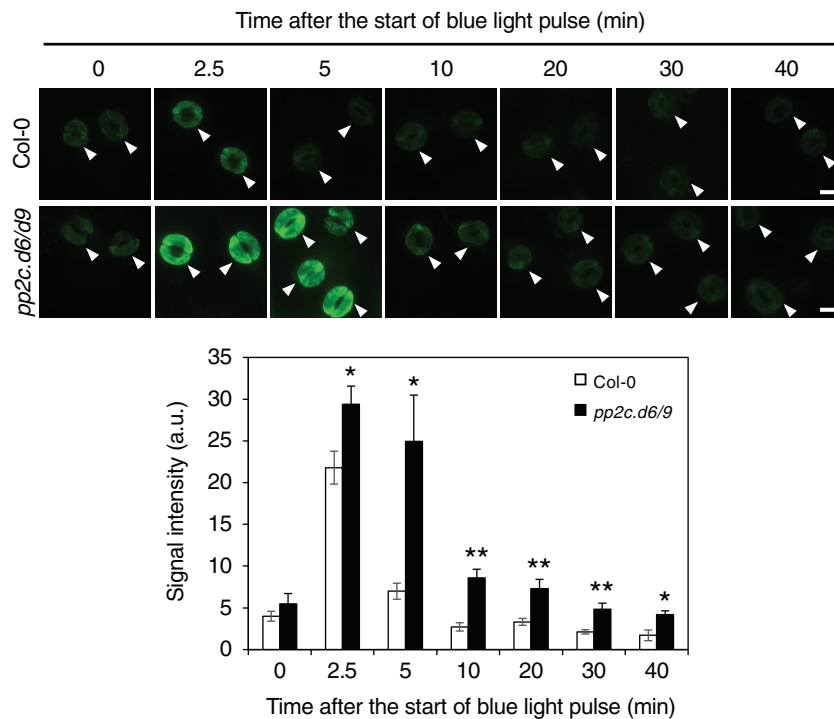 Time after the start of blue light pulse (min)
0 2.5 5 10 20 30 40
Col-0
pp2c.d6/d9
35
30
25
20
15
10
5
0
Signal intensity (a.u.)
* * ** ** ** *
Col-0
pp2c.d6/9
0 2.5 5 10 20 30 40
Time after the start of blue light pulse (min)